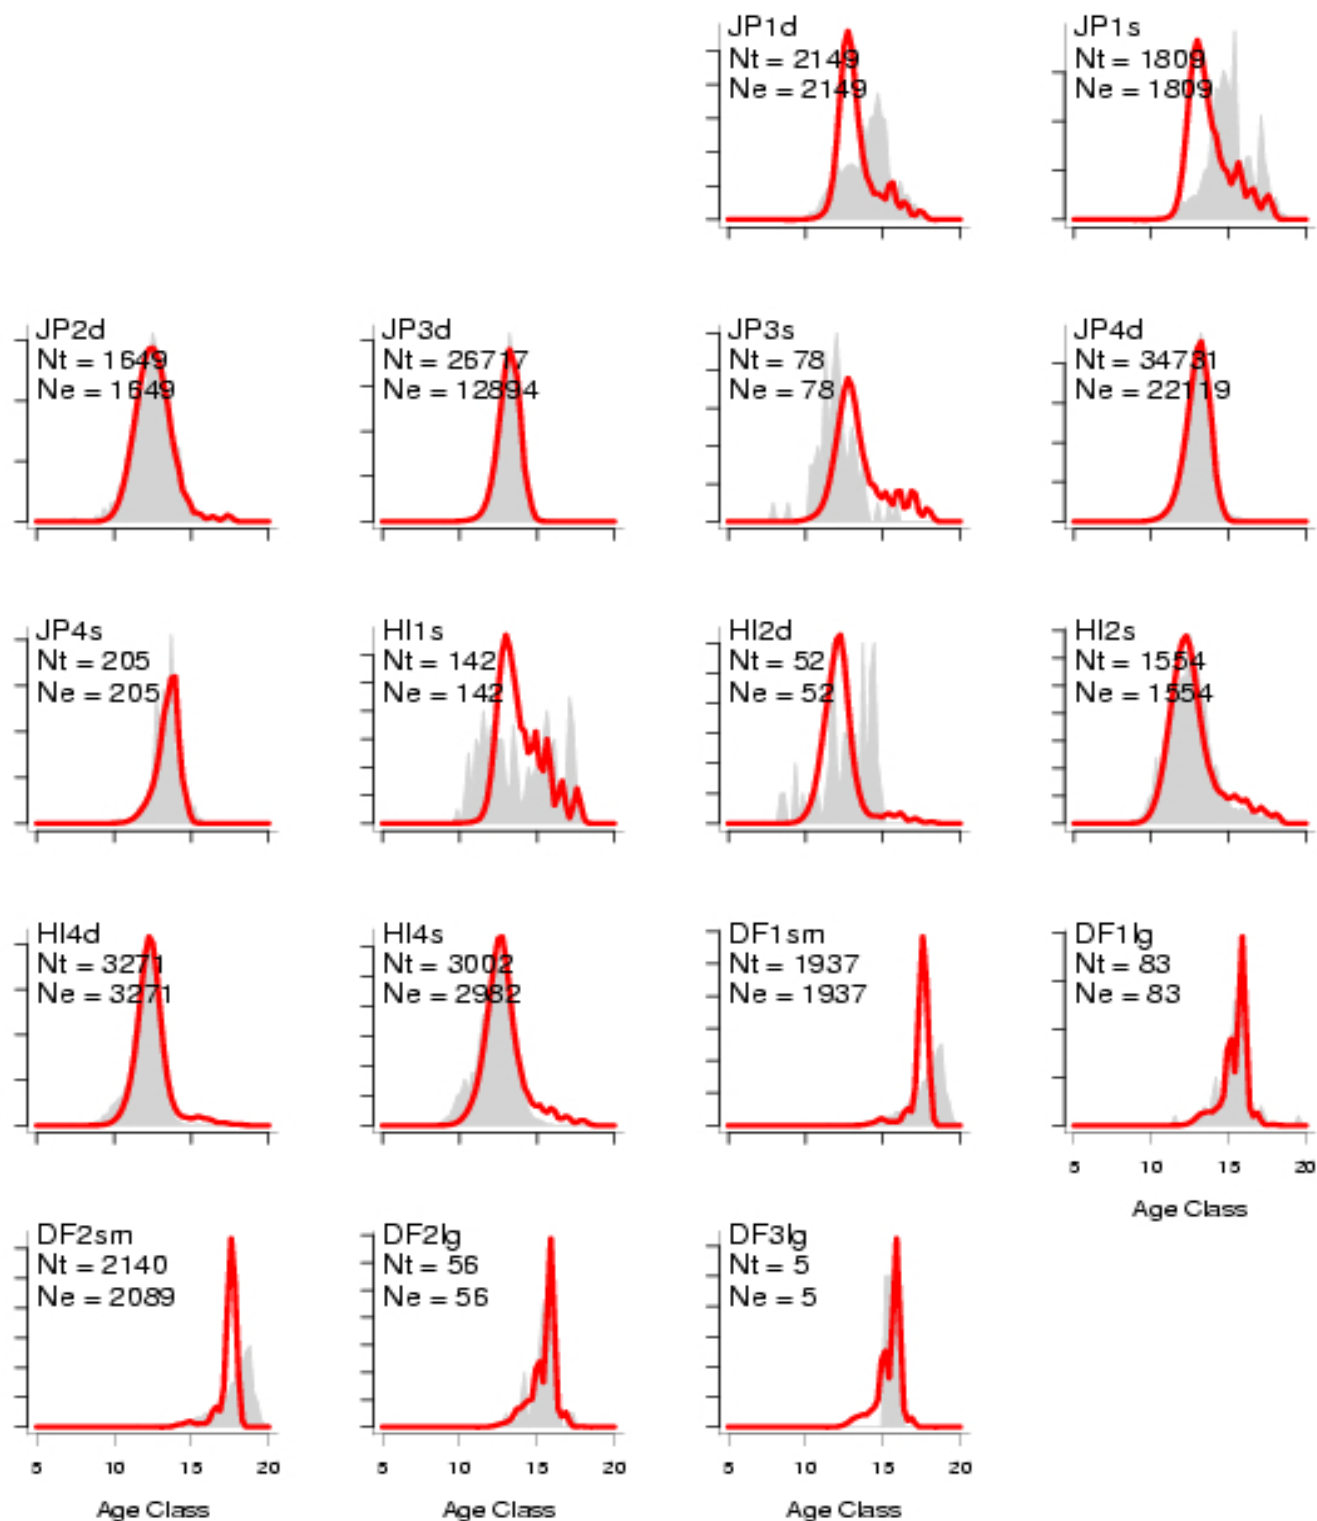 JP1d
Nt = 2149
Ne = 2149
JP1s
Nt = 1809
Ne = 1809
JP2d
Nt = 1649
Ne = 1649
JP3d
Nt = 26717
Ne = 12894
JP3s
Nt = 78
Ne = 78
JP4d
Nt = 34731
Ne = 22119
JP4s
Nt = 205
Ne = 205
HI1s
Nt = 142
Ne = 142
HI2d
Nt = 52
Ne = 52
HI2s
Nt = 1554
Ne = 1554
HI4d
Nt = 3271
Ne = 3271
HI4s
Nt = 3002
Ne = 2982
DF1sm
Nt = 1937
Ne = 1937
DF1lg
Nt = 83
Ne = 83
5 10 15 20
Age Class
DF2sm
Nt = 2140
Ne = 2089
5 10 15 20
Age Class
DF2lg
Nt = 56
Ne = 56
5 10 15 20
Age Class
DF3lg
Nt = 5
Ne = 5
5 10 15 20
Age Class